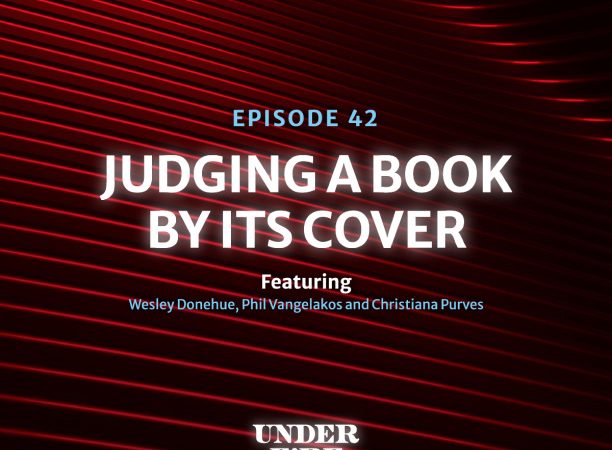 EPISODE 42
JUDGING A BOOK
BY ITS COVER
Featuring
Wesley Donehue, Phil Vangelakos and Christiana Purves
UNDER